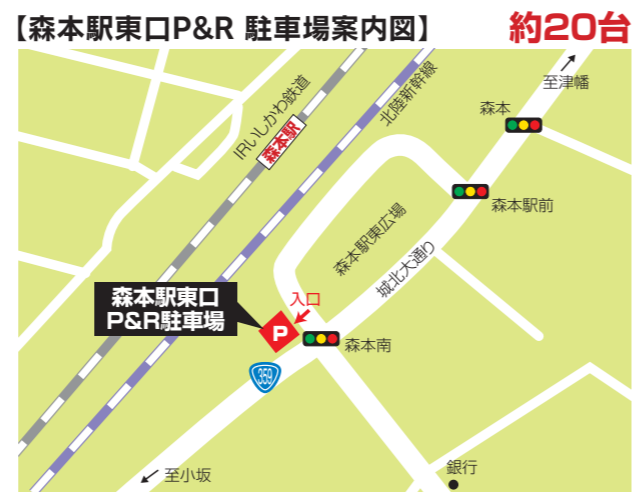 【森本駅東口P&R 駐車場案内図】
約20台
至津幡
北陸新幹線
IRいしかわ鉄道
森本駅
森本
森本駅前
森本駅東広場
城北大通り
森本駅東口
P&R駐車場
入口
P
森本南
359
至小坂
銀行